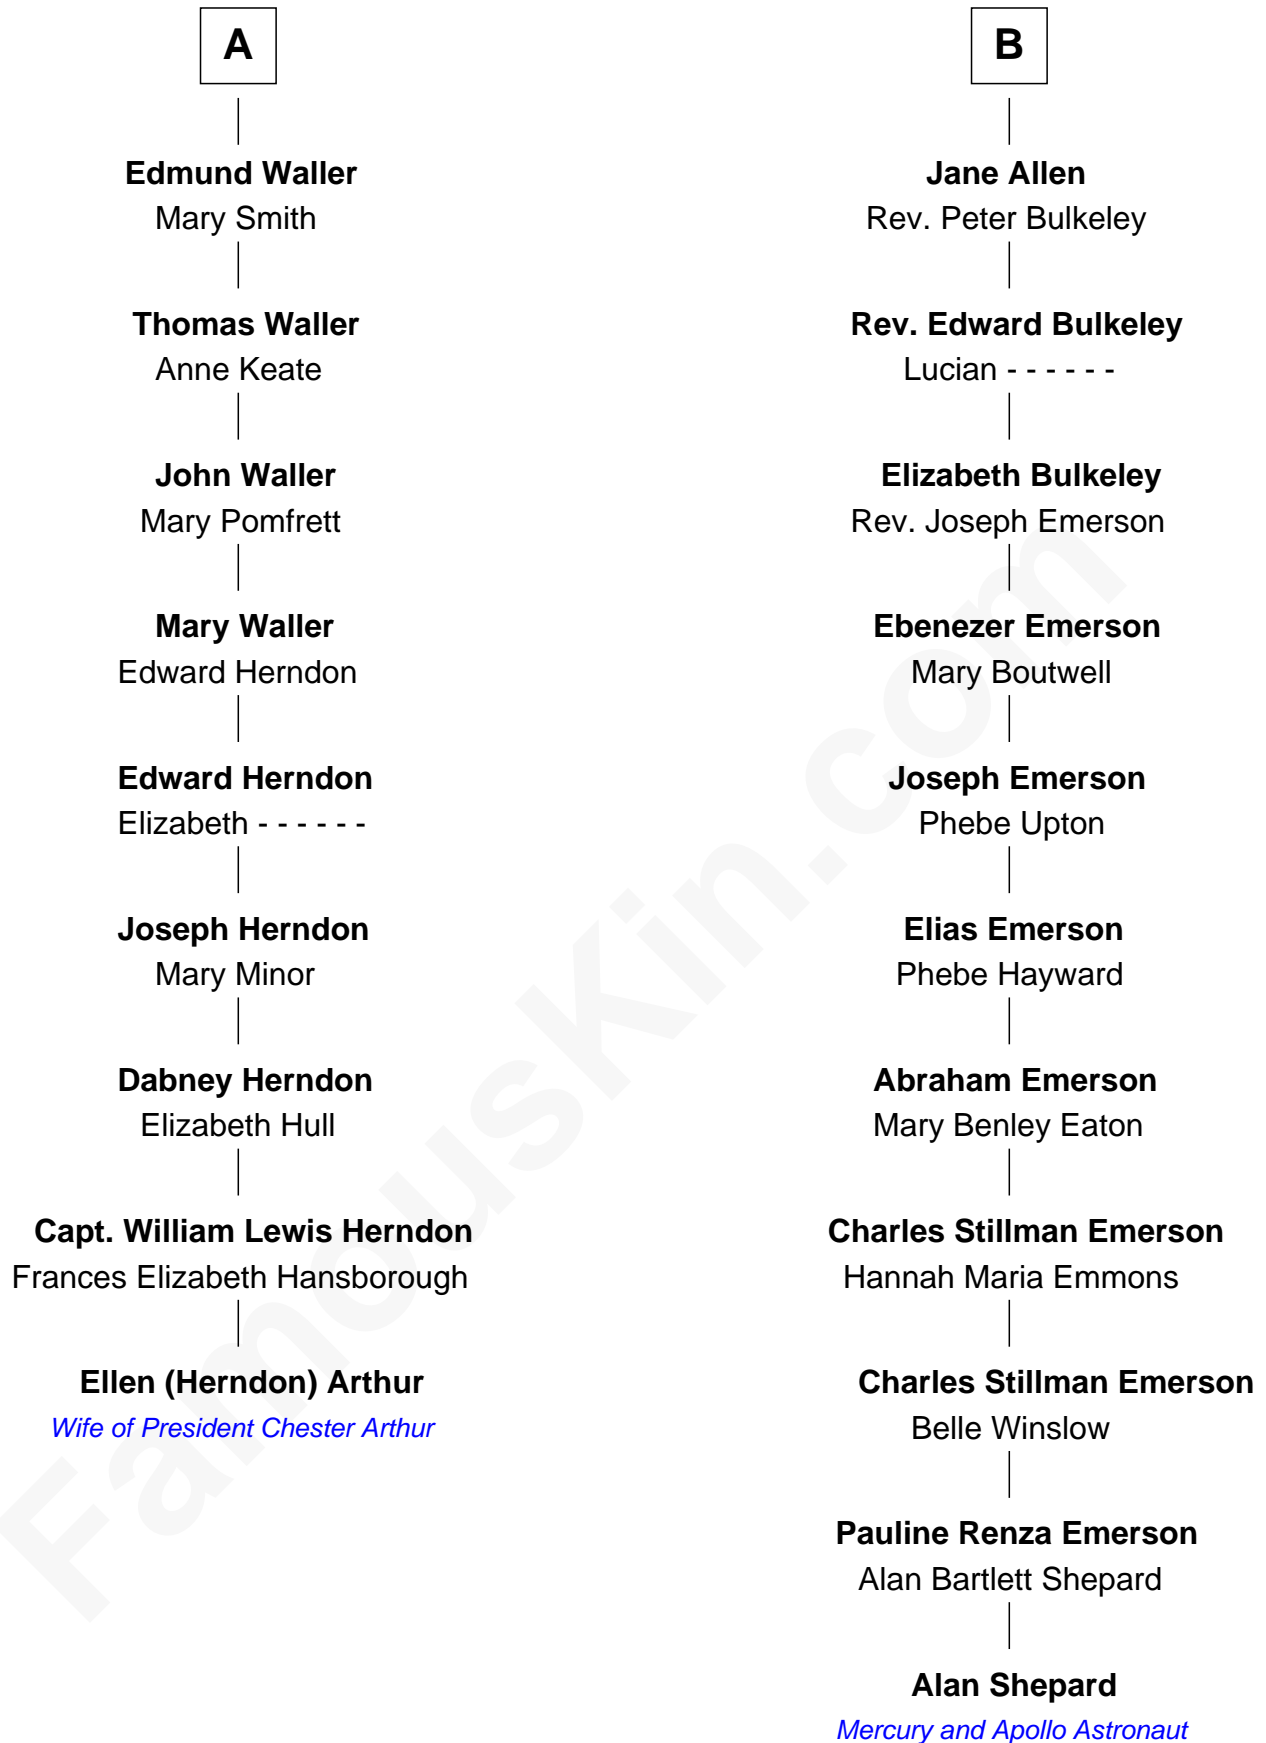 A
Edmund Waller
Mary Smith
Thomas Waller
Anne Keate
John Waller
Mary Pomfrett
Mary Waller
Edward Herndon
Edward Herndon
Elizabeth - - - - - -
Joseph Herndon
Mary Minor
Dabney Herndon
Elizabeth Hull
Capt. William Lewis Herndon
Frances Elizabeth Hansborough
Ellen (Herndon) Arthur
Wife of President Chester Arthur
B
Jane Allen
Rev. Peter Bulkeley
Rev. Edward Bulkeley
Lucian - - - - - -
Elizabeth Bulkeley
Rev. Joseph Emerson
Ebenezer Emerson
Mary Boutwell
Joseph Emerson
Phebe Upton
Elias Emerson
Phebe Hayward
Abraham Emerson
Mary Benley Eaton
Charles Stillman Emerson
Hannah Maria Emmons
Charles Stillman Emerson
Belle Winslow
Pauline Renza Emerson
Alan Bartlett Shepard
Alan Shepard
Mercury and Apollo Astronaut
FamousKin.com